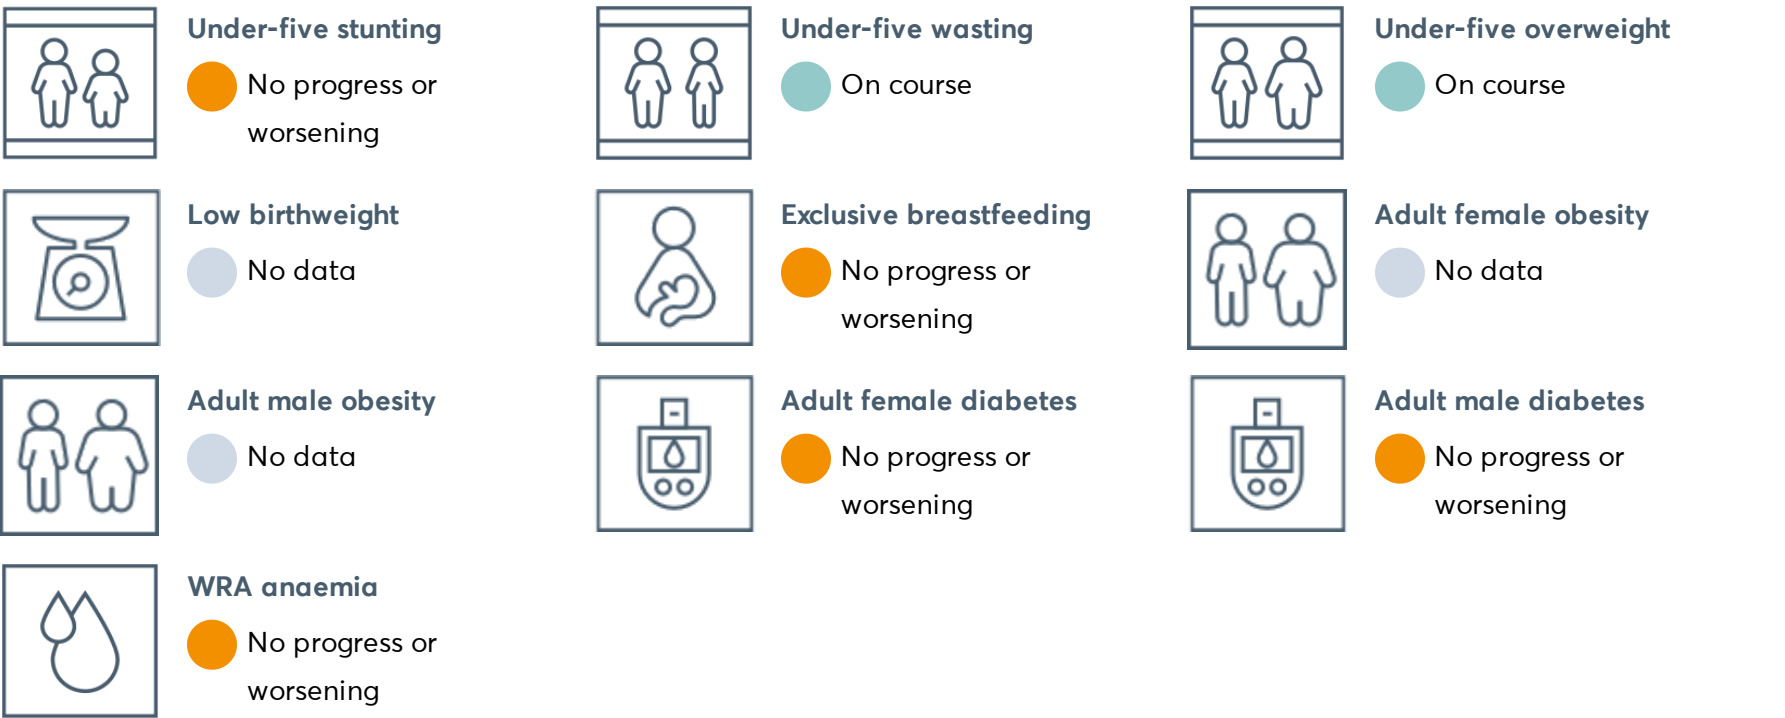 Under-five stunting
No progress or
worsening
Under-five wasting
On course
Under-five overweight
On course
Low birthweight
No data
Exclusive breastfeeding
No progress or
worsening
Adult female obesity
No data
Adult male obesity
No data
Adult female diabetes
No progress or
worsening
Adult male diabetes
No progress or
worsening
WRA anaemia
No progress or
worsening